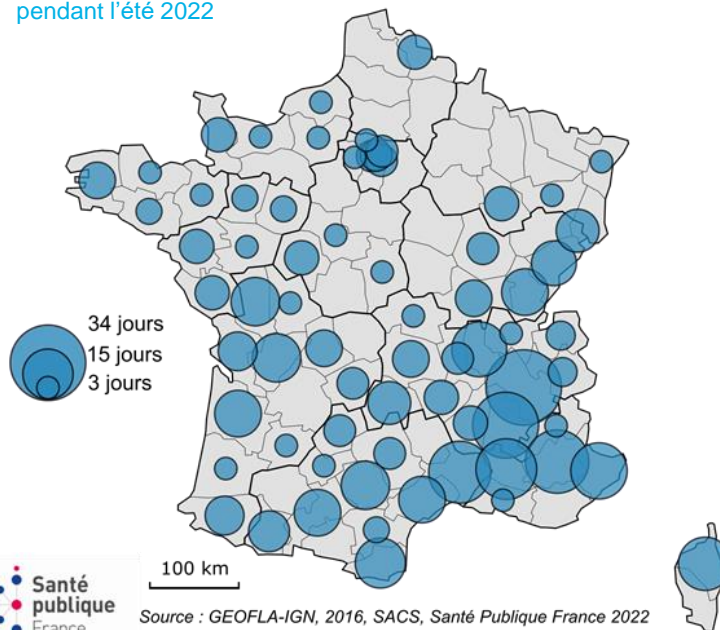 pendant l'été 2022
34 jours
15 jours
3 jours
100 km
Santé
publique
France
Source : GEOFLA-IGN, 2016, SACS, Santé Publique France 2022